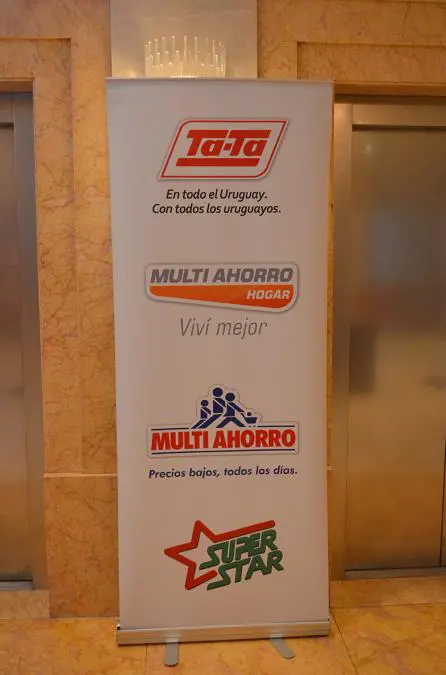 Ta-Ta
En todo el Uruguay.
Con todos los uruguayos.
MULTI AHORRO
HOGAR
Viví mejor
MULTI AHORRO
Precios bajos, todos los días.
SUPER
STAR